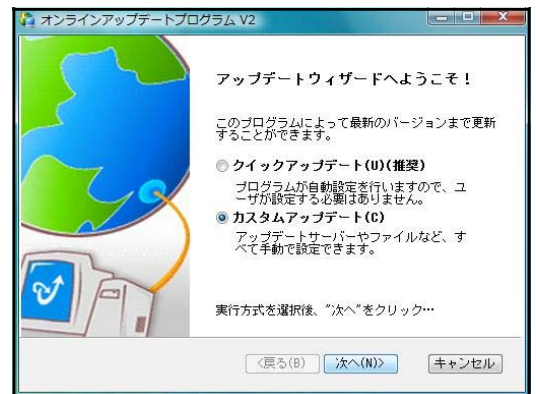 オンラインアップデートプログラム V2
アップデートウィザードへようこそ！
このプログラムによって最新のバージョンまで更新
することができます。
クイックアップデート(U)(推奨)
プログラムが自動設定を行いますので、ユ
ーザが設定する必要はありません。
カスタムアップデート(C)
アップデートサーバーやファイルなど、す
べて手動で設定できます。
実行方式を選択後、"次へ"をクリック…
<戻る(B)
次へ(N)>
キャンセル